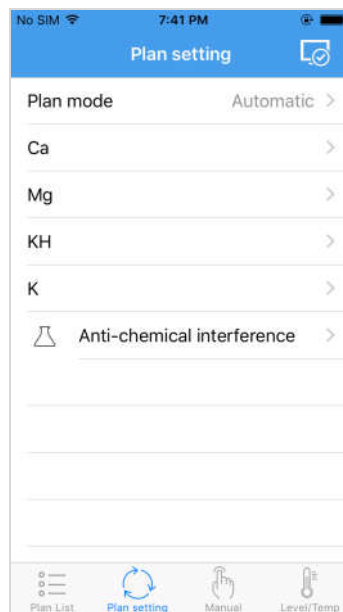 No SIM 7:41 PM
Plan setting
Plan mode Automatic >
Ca >
Mg >
KH >
K >
Anti-chemical interference >
Plan List Plan setting Manual Level/Temp